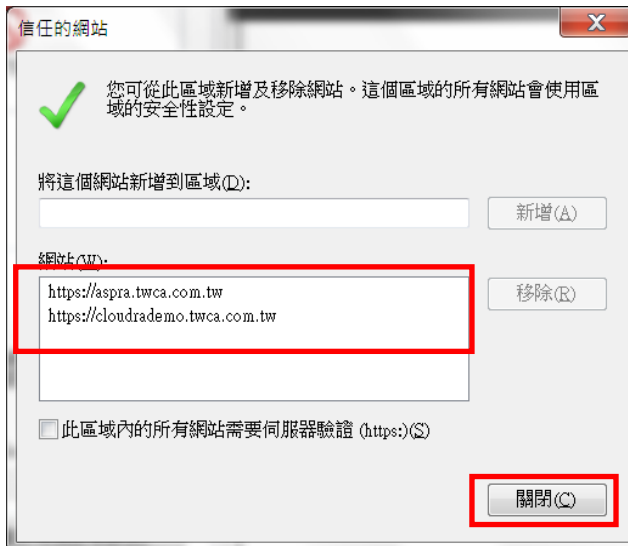 信任的網站
您可從此區域新增及移除網站。這個區域的所有網站會使用區
域的安全性設定。
將這個網站新增到區域(D):
新增(A)
網站(W):
https://aspra.twca.com.tw
https://cloudrademo.twca.com.tw
移除(R)
此區域內的所有網站需要伺服器驗證 (https:)(S)
關閉(C)